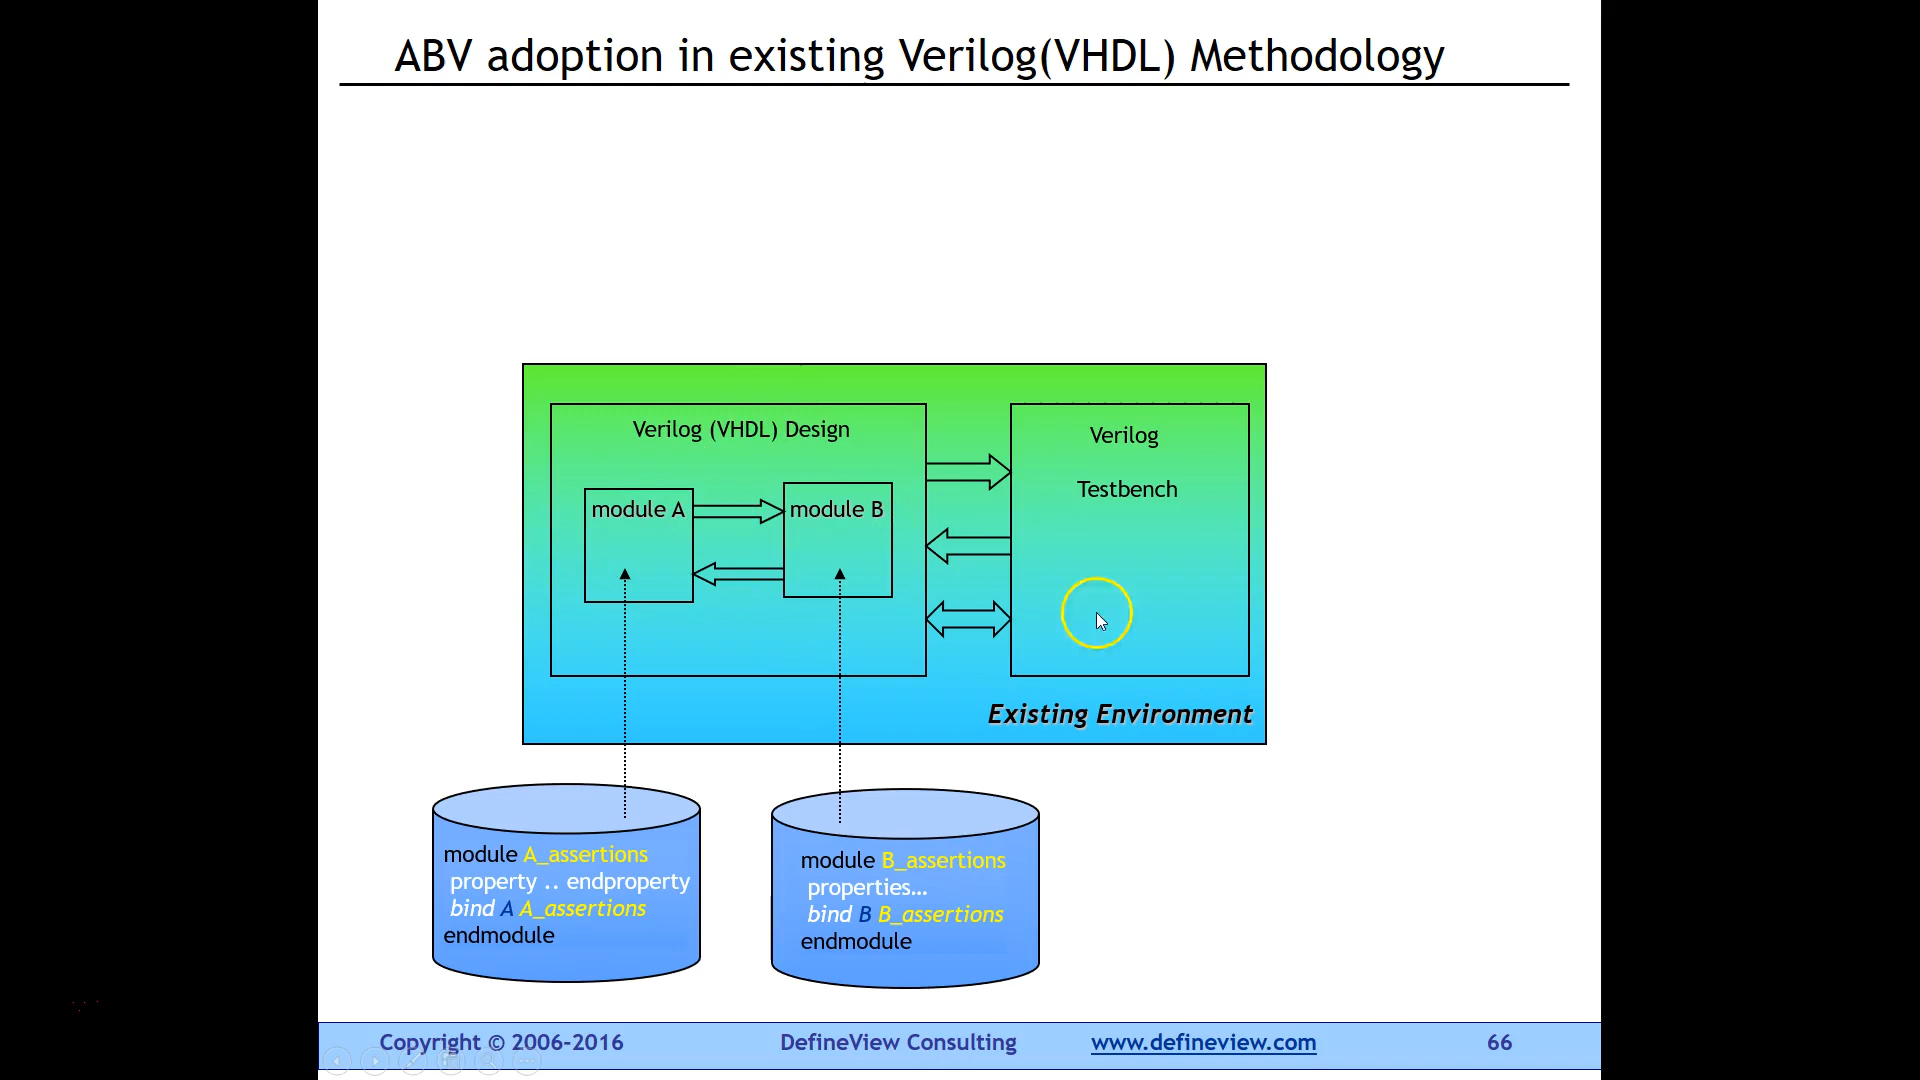 ABV adoption in existing Verilog(VHDL) Methodology
Verilog (VHDL) Design
module A
module B
Verilog
Testbench
Existing Environment
module A_assertions
property .. endproperty
bind A A_assertions
endmodule
module B_assertions
properties...
bind B B_assertions
endmodule
Copyright © 2006-2016 DefineView Consulting www.defineview.com 66